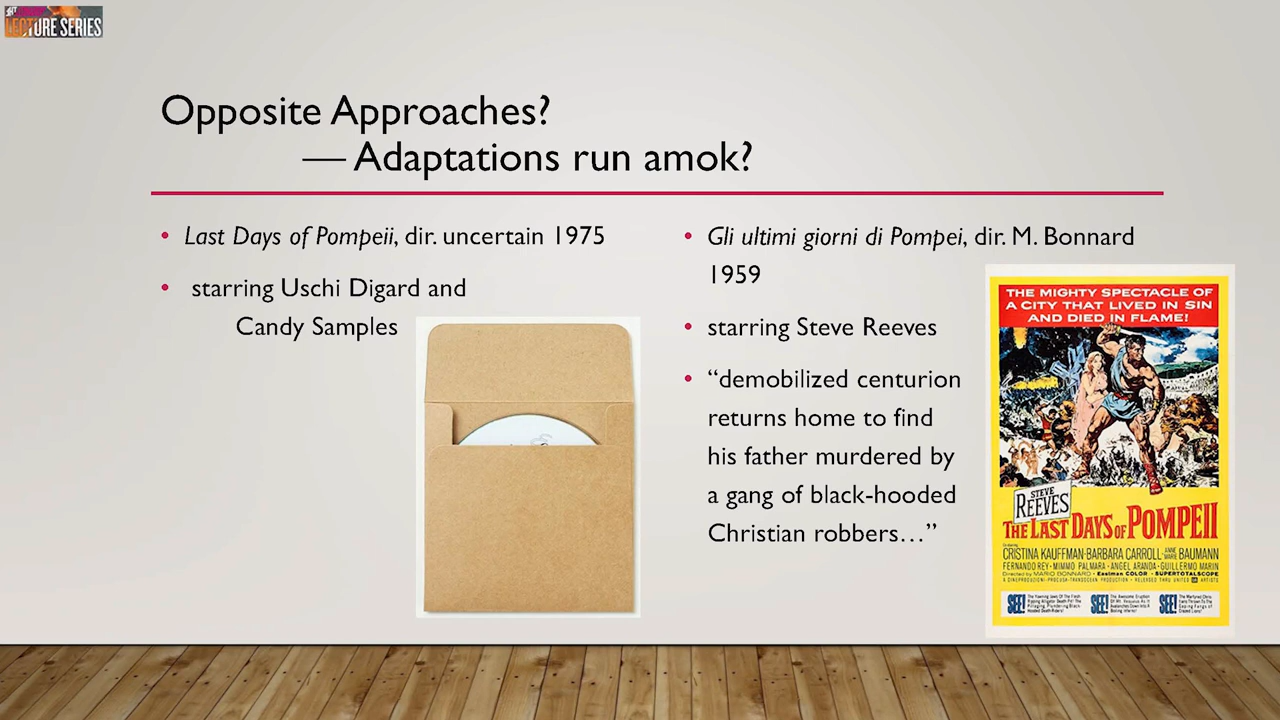 LECTURE SERIES
Opposite Approaches?
— Adaptations run amok?
• Last Days of Pompeii, dir. uncertain 1975
• starring Uschi Digard and
Candy Samples
• Gli ultimi giorni di Pompei, dir. M. Bonnard
1959
• starring Steve Reeves
• “demobilized centurion
returns home to find
his father murdered by
a gang of black-hooded
Christian robbers…”
THE MIGHTY SPECTACLE OF
A CITY THAT LIVED IN SIN
AND DIED IN FLAME!
STEVE
REEVES
THE LAST DAYS OF POMPEII
CRISTINA KAUFFMAN·BARBARA CARROLL·ANNE MARIE BAUMANN
FERNANDO REY · MIMMO PALMARA · ANGEL ARANDA · GUILLERMO MARIN
Directed by MARIO BONNARD · Eastman COLOR · SUPERTOTALSCOPE
SEE! SEE! SEE!